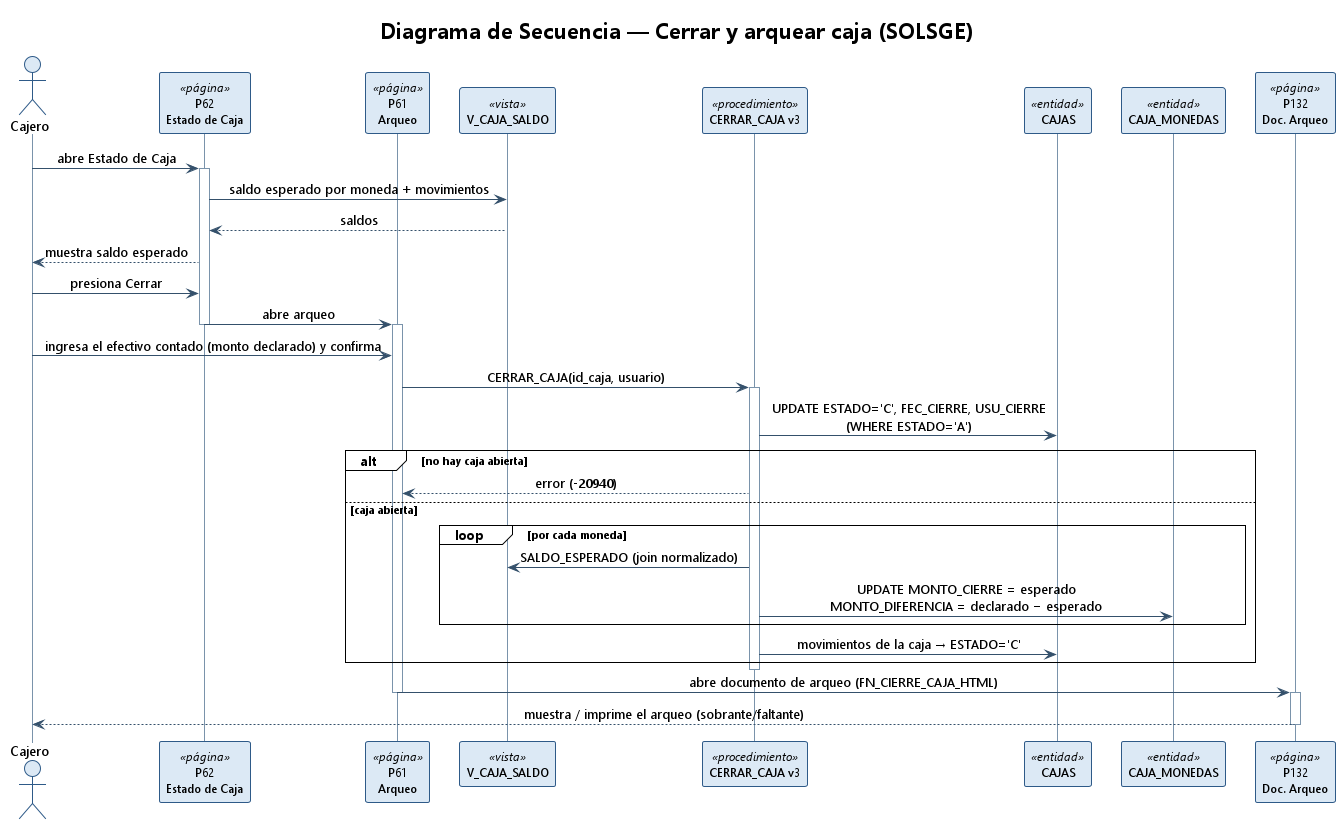 Diagrama de Secuencia — Cerrar y arquear caja (SOLSGE)
Cajero
«página»
P62
Estado de Caja
«página»
P61
Arqueo
«vista»
V_CAJA_SALDO
«procedimiento»
CERRAR_CAJA v3
«entidad»
CAJAS
«entidad»
CAJA_MONEDAS
«página»
P132
Doc. Arqueo
abre Estado de Caja
saldo esperado por moneda + movimientos
saldos
muestra saldo esperado
presiona Cerrar
abre arqueo
ingresa el efectivo contado (monto declarado) y confirma
CERRAR_CAJA(id_caja, usuario)
UPDATE ESTADO='C', FEC_CIERRE, USU_CIERRE
(WHERE ESTADO='A')
alt
[no hay caja abierta]
error (-20940)
[caja abierta]
loop
[por cada moneda]
SALDO_ESPERADO (join normalizado)
UPDATE MONTO_CIERRE = esperado
MONTO_DIFERENCIA = declarado − esperado
movimientos de la caja → ESTADO='C'
abre documento de arqueo (FN_CIERRE_CAJA_HTML)
muestra / imprime el arqueo (sobrante/faltante)
Cajero
«página»
P62
Estado de Caja
«página»
P61
Arqueo
«vista»
V_CAJA_SALDO
«procedimiento»
CERRAR_CAJA v3
«entidad»
CAJAS
«entidad»
CAJA_MONEDAS
«página»
P132
Doc. Arqueo